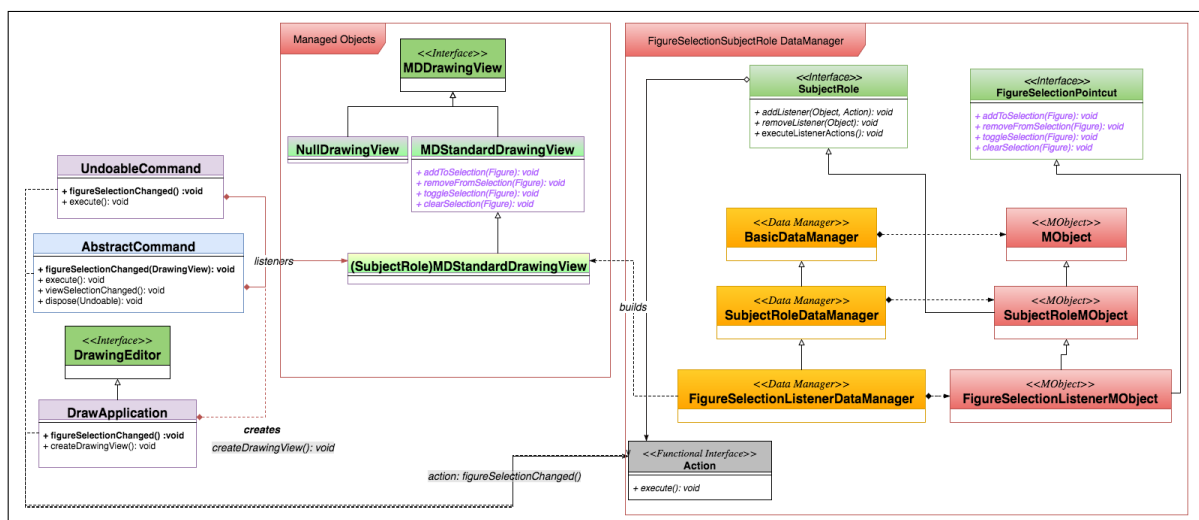 Managed Objects
FigureSelectionSubjectRole DataManager
<<Interface>>
MDDrawingView
<<Interface>>
SubjectRole
+ addListener(Object, Action): void
+ removeListener(Object): void
+ executeListenerActions(): void
<<Interface>>
FigureSelectionPointcut
+ addToSelection(Figure): void
+ removeFromSelection(Figure): void
+ toggleSelection(Figure): void
+ clearSelection(Figure): void
NullDrawingView
MDStandardDrawingView
+ addToSelection(Figure): void
+ removeFromSelection(Figure): void
+ toggleSelection(Figure): void
+ clearSelection(Figure): void
UndoableCommand
+ figureSelectionChanged() :void
+ execute(): void
AbstractCommand
+ figureSelectionChanged(DrawView): void
+ execute(): void
+ viewSelectionChanged(): void
+ dispose(Undoable): void
listeners
(SubjectRole)MDStandardDrawingView
<<Data Manager>>
BasicDataManager
<<MObject>>
MObject
<<Data Manager>>
SubjectRoleDataManager
<<MObject>>
SubjectRoleMObject
builds
<<Interface>>
DrawingEditor
<<Data Manager>>
FigureSelectionListenerDataManager
<<MObject>>
FigureSelectionListenerMObject
DrawApplication
+ figureSelectionChanged() :void
+ createDrawingView(): void
creates
createDrawingView(): void
action: figureSelectionChanged()
<<Functional Interface>>
Action
+ execute(): void